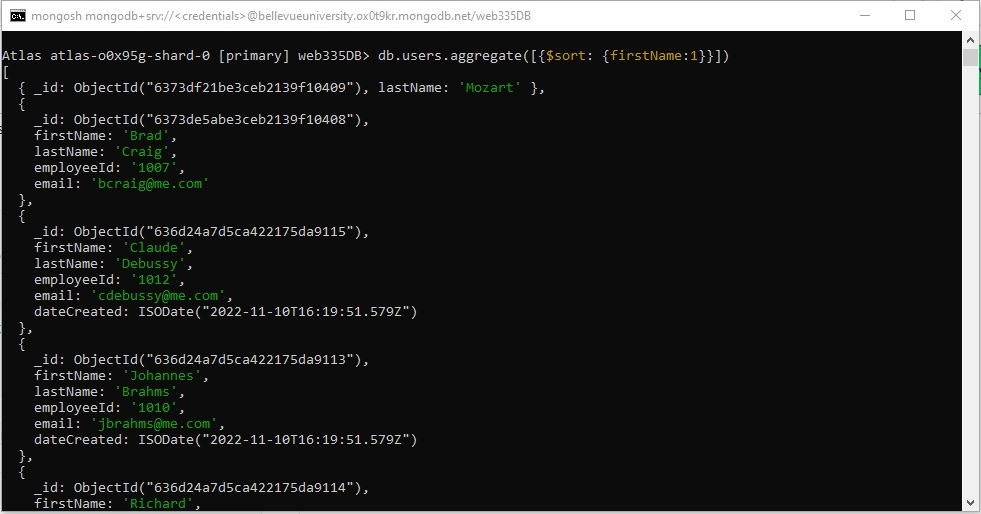 mongosh mongodb+srv://<credentials>@bellevueuniversity.ox0t9kr.mongodb.net/web335DB
Atlas atlas-o0x95g-shard-0 [primary] web335DB> db.users.aggregate([{$sort: {firstName:1}}])
[
  { _id: ObjectId("6373df21be3ceb2139f10409"), lastName: 'Mozart' },
  {
    _id: ObjectId("6373de5abe3ceb2139f10408"),
    firstName: 'Brad',
    lastName: 'Craig',
    employeeId: '1007',
    email: 'bcraig@me.com'
  },
  {
    _id: ObjectId("636d24a7d5ca422175da9115"),
    firstName: 'Claude',
    lastName: 'Debussy',
    employeeId: '1012',
    email: 'cdebussy@me.com',
    dateCreated: ISODate("2022-11-10T16:19:51.579Z")
  },
  {
    _id: ObjectId("636d24a7d5ca422175da9113"),
    firstName: 'Johannes',
    lastName: 'Brahms',
    employeeId: '1010',
    email: 'jbrahms@me.com',
    dateCreated: ISODate("2022-11-10T16:19:51.579Z")
  },
  {
    _id: ObjectId("636d24a7d5ca422175da9114"),
    firstName: 'Richard',